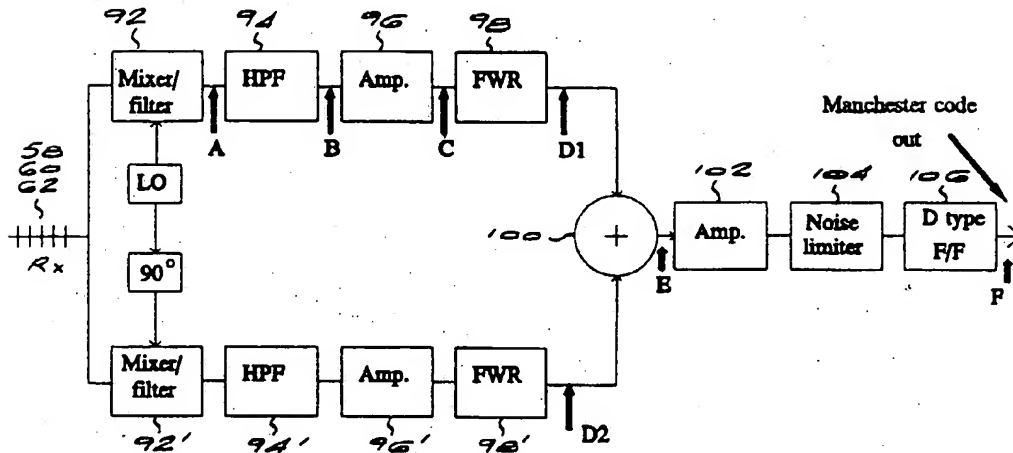 92 94 96 98
Mixer/
filter
HPF
Amp.
FWR
A
B
C
D1
Manchester code
out
58
60
62
Rx
LO
90°
100
+
E
102 104 106
Amp.
Noise
limiter
D type
F/F
F
Mixer/
filter
HPF
Amp.
FWR
D2
92' 94' 96' 98'